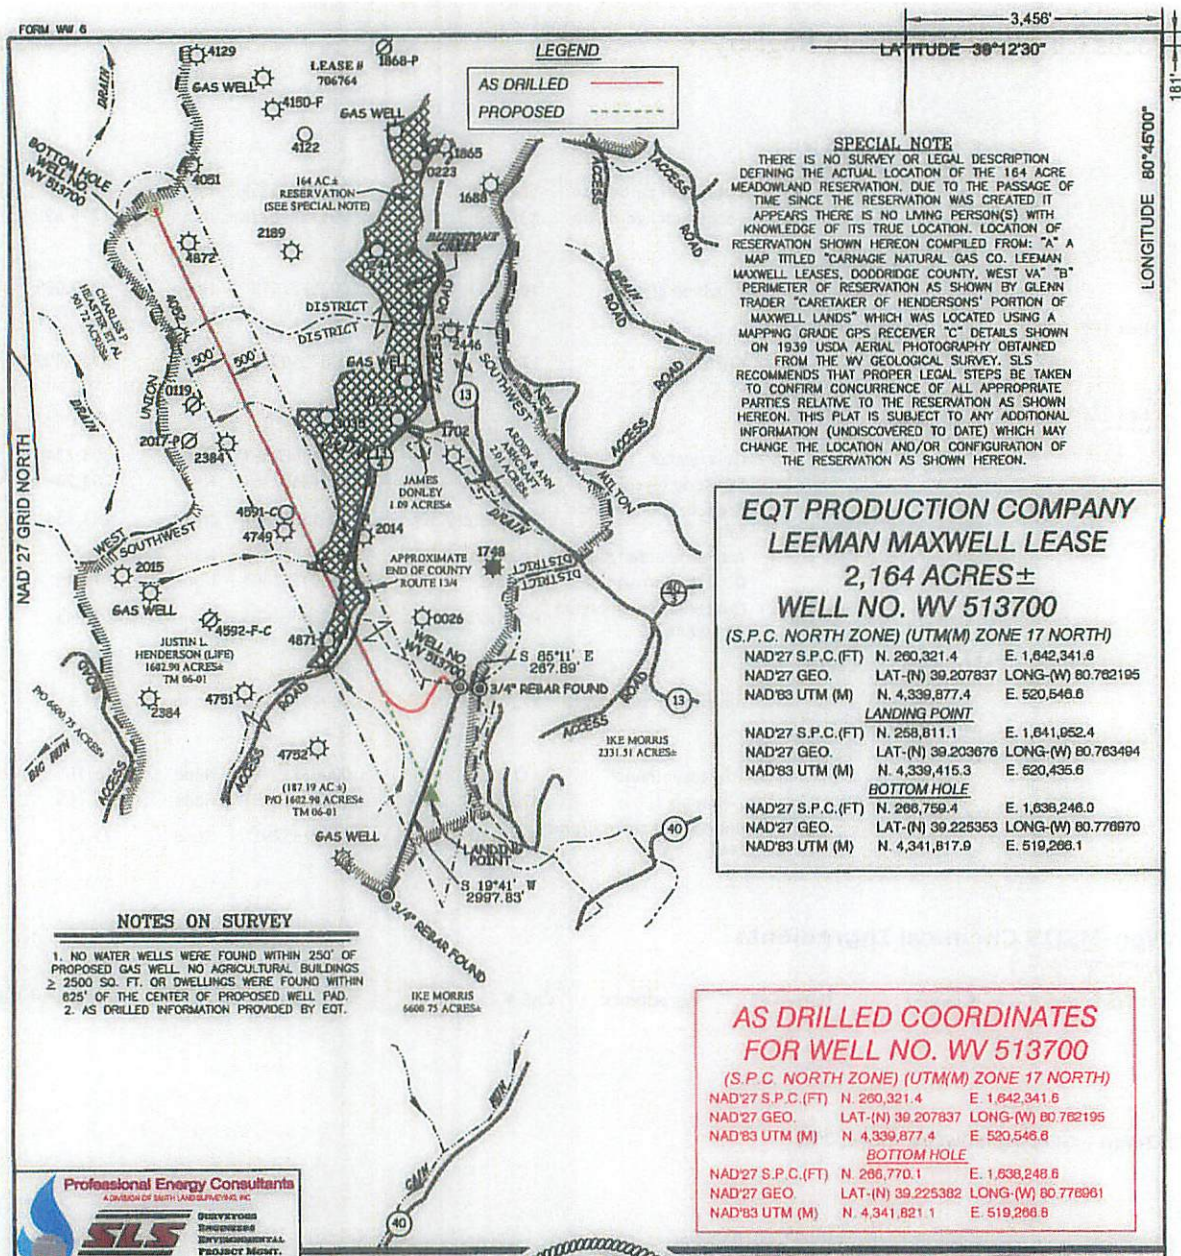 FORM WW 6
3,456'
LATITUDE 39°12'30"
181'
LONGITUDE 80°45'00"
LEGEND
AS DRILLED
PROPOSED
4129
GAS WELL
LEASE #
706764
1868-P
4150-F
4122
GAS WELL
1865
0223
DRAIN
BOTTOM HOLE
WELL NO.
WV 513700
4051
164 AC.±
RESERVATION
(SEE SPECIAL NOTE)
1688
2189
4872
BLUESTONE
CREEK
ACCESS
ROAD
ACCESS
ROAD
DRAIN
ROAD
SPECIAL NOTE
THERE IS NO SURVEY OR LEGAL DESCRIPTION
DEFINING THE ACTUAL LOCATION OF THE 164 ACRE
MEADOWLAND RESERVATION. DUE TO THE PASSAGE OF
TIME SINCE THE RESERVATION WAS CREATED IT
APPEARS THERE IS NO LIVING PERSON(S) WITH
KNOWLEDGE OF ITS TRUE LOCATION. LOCATION OF
RESERVATION SHOWN HEREON COMPILED FROM: "A" A
MAP TITLED "CARNAGIE NATURAL GAS CO. LEEMAN
MAXWELL LEASES, DODDRIDGE COUNTY, WEST VA" "B"
PERIMETER OF RESERVATION AS SHOWN BY GLENN
TRADER "CARETAKER OF HENDERSONS' PORTION OF
MAXWELL LANDS" WHICH WAS LOCATED USING A
MAPPING GRADE GPS RECEIVER "C" DETAILS SHOWN
ON 1939 USDA AERIAL PHOTOGRAPHY OBTAINED
FROM THE WV GEOLOGICAL SURVEY. SLS
RECOMMENDS THAT PROPER LEGAL STEPS BE TAKEN
TO CONFIRM CONCURRENCE OF ALL APPROPRIATE
PARTIES RELATIVE TO THE RESERVATION AS SHOWN
HEREON. THIS PLAT IS SUBJECT TO ANY ADDITIONAL
INFORMATION (UNDISCOVERED TO DATE) WHICH MAY
CHANGE THE LOCATION AND/OR CONFIGURATION OF
THE RESERVATION AS SHOWN HEREON.
CHARLES P
HEASTER ET AL
901.72 ACRES±
4052
DISTRICT
DISTRICT
ROAD
ACCESS
500'
500'
GAS WELL
2446
SOUTHWEST
NEW
MILTON
13
0119
UNION
0222
DRAIN
2017-P
2384
1702
ARDEN & ANN
ASHCRAFT
2.01 ACRES±
ROAD
ACCESS
JAMES
DONLEY
1.09 ACRES±
DRAIN
NAD' 27 GRID NORTH
4591-C
4749
2014
WEST
SOUTHWEST
2015
GAS WELL
APPROXIMATE
END OF COUNTY
ROUTE 13/4
1748
DISTRICT
DISTRICT
40
3
4592-F-C
JUSTIN L.
HENDERSON (LIFE)
1602.90 ACRES±
TM 06-01
4871
0026
WELL NO.
WV 513700
S 85°11' E
267.89'
3/4" REBAR FOUND
ROAD
P/O 6600.75 ACRES±
BIG RUN
ACCESS
2384
4751
ROAD
ACCESS
4752
ROAD
13
ACCESS
IKE MORRIS
2331.51 ACRES±
(187.19 AC ±)
P/O 1602.90 ACRES±
TM 06-01
GAS WELL
LANDING
POINT
40
S 19°41' W
2997.83'
3/4" REBAR FOUND
IKE MORRIS
6600.75 ACRES±
EQT PRODUCTION COMPANY
LEEMAN MAXWELL LEASE
2,164 ACRES±
WELL NO. WV 513700
(S.P.C. NORTH ZONE) (UTM(M) ZONE 17 NORTH)
NAD'27 S.P.C.(FT) N. 260,321.4 E. 1,642,341.6
NAD'27 GEO. LAT-(N) 39.207837 LONG-(W) 80.762195
NAD'83 UTM (M) N. 4,339,877.4 E. 520,546.6
LANDING POINT
NAD'27 S.P.C.(FT) N. 258,811.1 E. 1,641,952.4
NAD'27 GEO. LAT-(N) 39.203676 LONG-(W) 80.763494
NAD'83 UTM (M) N. 4,339,415.3 E. 520,435.6
BOTTOM HOLE
NAD'27 S.P.C.(FT) N. 266,759.4 E. 1,638,246.0
NAD'27 GEO. LAT-(N) 39.225353 LONG-(W) 80.776970
NAD'83 UTM (M) N. 4,341,817.9 E. 519,266.1
NOTES ON SURVEY
1. NO WATER WELLS WERE FOUND WITHIN 250' OF
PROPOSED GAS WELL. NO AGRICULTURAL BUILDINGS
≥ 2500 SQ. FT. OR DWELLINGS WERE FOUND WITHIN
625' OF THE CENTER OF PROPOSED WELL PAD.
2. AS DRILLED INFORMATION PROVIDED BY EQT.
AS DRILLED COORDINATES
FOR WELL NO. WV 513700
(S.P.C. NORTH ZONE) (UTM(M) ZONE 17 NORTH)
NAD'27 S.P.C.(FT) N. 260,321.4 E. 1,642,341.6
NAD'27 GEO. LAT-(N) 39.207837 LONG-(W) 80.762195
NAD'83 UTM (M) N. 4,339,877.4 E. 520,546.6
BOTTOM HOLE
NAD'27 S.P.C.(FT) N. 266,770.1 E. 1,638,248.6
NAD'27 GEO. LAT-(N) 39.225382 LONG-(W) 80.776961
NAD'83 UTM (M) N. 4,341,821.1 E. 519,266.8
CAIN
RUN
40
Professional Energy Consultants
A DIVISION OF SMITH LAND SURVEYING, INC.
SLS
SURVEYORS
ENGINEERS
ENVIRONMENTAL
PROJECT MGMT.